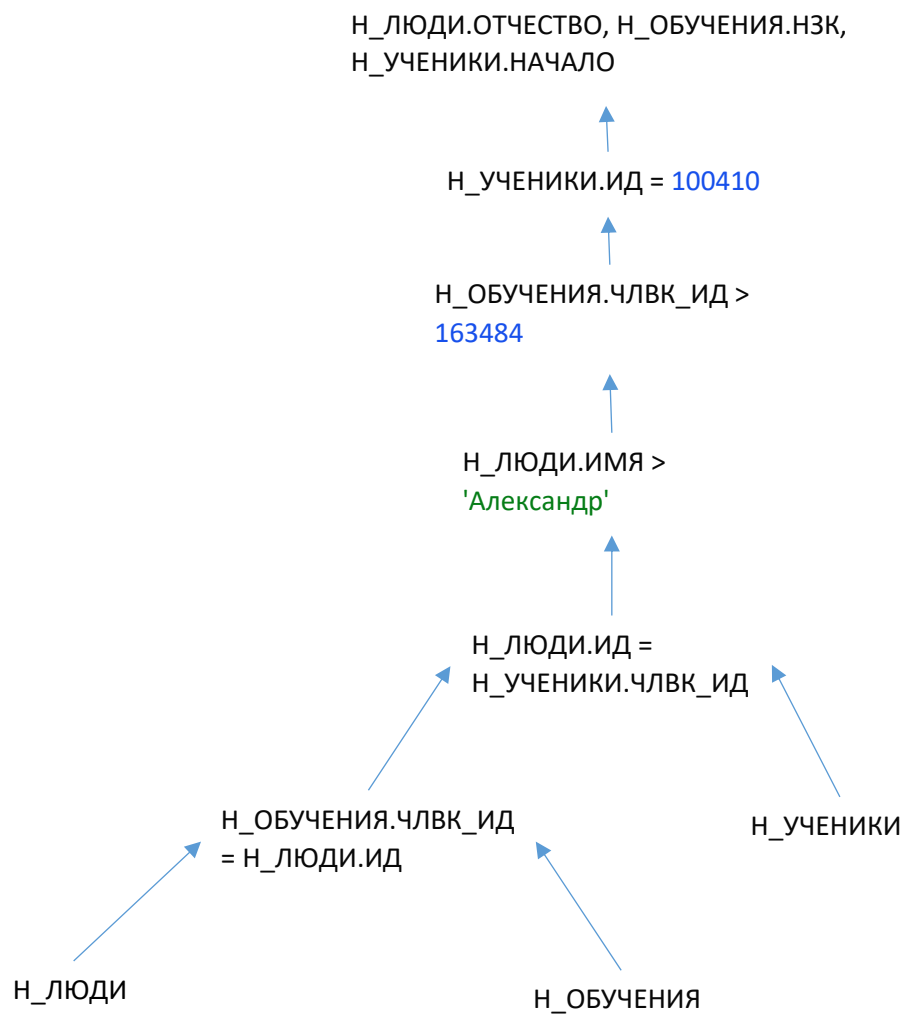 Н_ЛЮДИ.ОТЧЕСТВО, Н_ОБУЧЕНИЯ.НЗК,
Н_УЧЕНИКИ.НАЧАЛО
Н_УЧЕНИКИ.ИД = 100410
Н_ОБУЧЕНИЯ.ЧЛВК_ИД >
163484
Н_ЛЮДИ.ИМЯ >
'Александр'
Н_ЛЮДИ.ИД =
Н_УЧЕНИКИ.ЧЛВК_ИД
Н_ОБУЧЕНИЯ.ЧЛВК_ИД
= Н_ЛЮДИ.ИД
Н_УЧЕНИКИ
Н_ЛЮДИ
Н_ОБУЧЕНИЯ